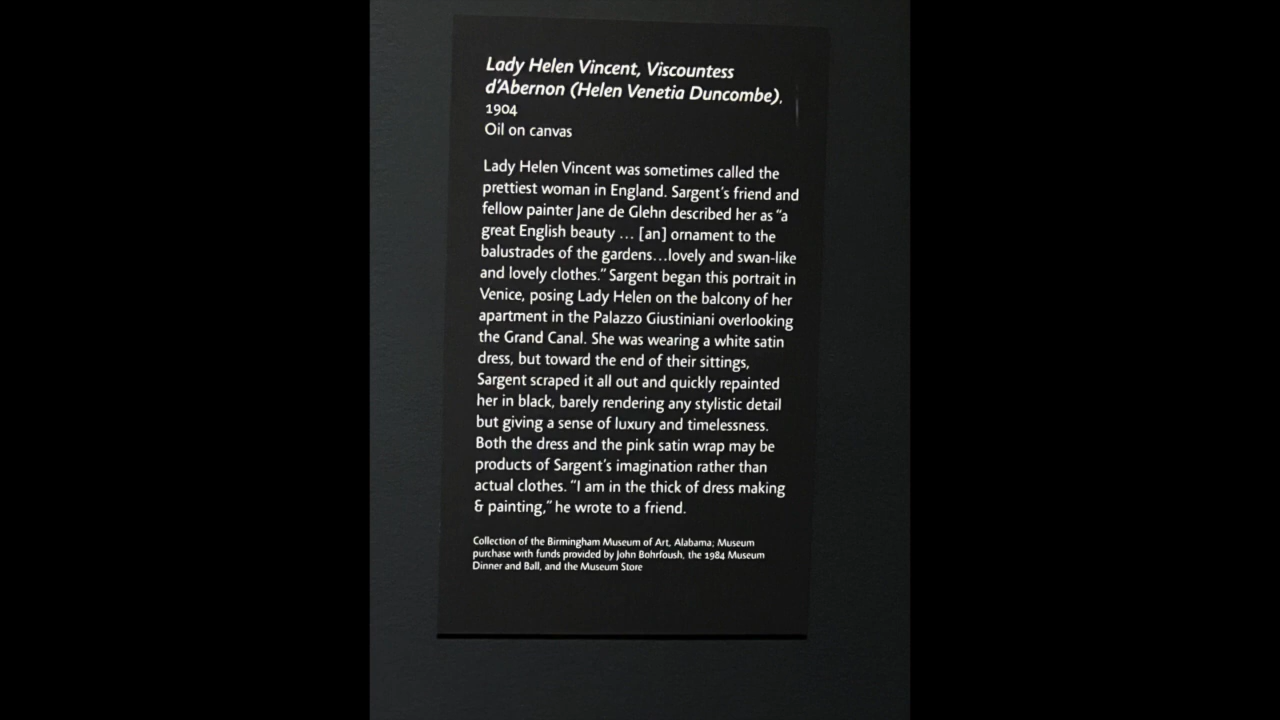 Lady Helen Vincent, Viscountess
d'Abernon (Helen Venetia Duncombe),
1904
Oil on canvas
Lady Helen Vincent was sometimes called the
prettiest woman in England. Sargent's friend and
fellow painter Jane de Glehn described her as "a
great English beauty ... [an] ornament to the
balustrades of the gardens...lovely and swan-like
and lovely clothes." Sargent began this portrait in
Venice, posing Lady Helen on the balcony of her
apartment in the Palazzo Giustiniani overlooking
the Grand Canal. She was wearing a white satin
dress, but toward the end of their sittings,
Sargent scraped it all out and quickly repainted
her in black, barely rendering any stylistic detail
but giving a sense of luxury and timelessness.
Both the dress and the pink satin wrap may be
products of Sargent's imagination rather than
actual clothes. "I am in the thick of dress making
& painting," he wrote to a friend.
Collection of the Birmingham Museum of Art, Alabama; Museum
purchase with funds provided by John Bohrfoush, the 1984 Museum
Dinner and Ball, and the Museum Store